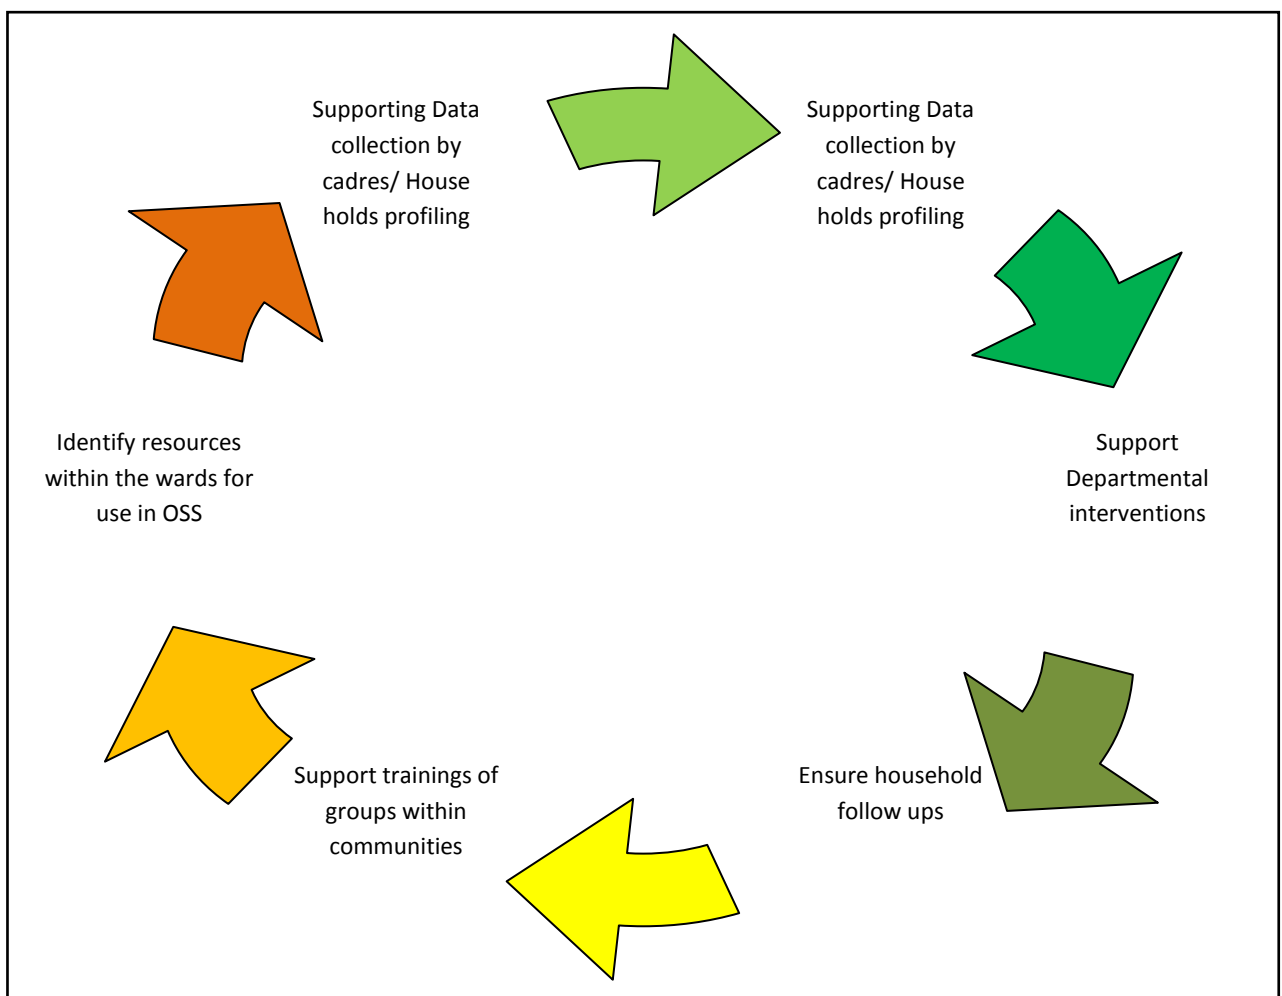 Supporting Data
collection by
cadres/ House
holds profiling
Supporting Data
collection by
cadres/ House
holds profiling
Support
Departmental
interventions
Ensure household
follow ups
Support trainings of
groups within
communities
Identify resources
within the wards for
use in OSS